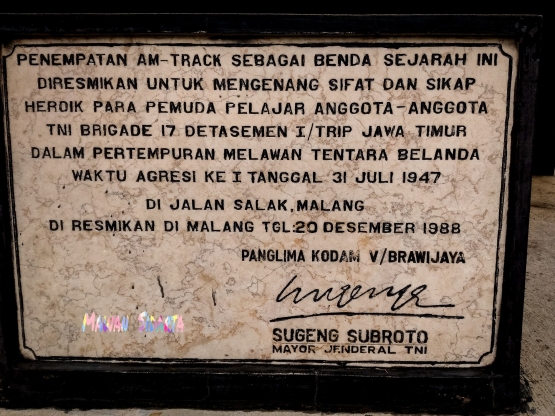 PENEMPATAN AM-TRACK SEBAGAI BENDA SEJARAH INI
DIRESMIKAN UNTUK MENGENANG SIFAT DAN SIKAP
HEROIK PARA PEMUDA PELAJAR ANGGOTA-ANGGOTA
TNI BRIGADE 17 DETASEMEN I/TRIP JAWA TIMUR
DALAM PERTEMPURAN MELAWAN TENTARA BELANDA
WAKTU AGRESI KE I TANGGAL 31 JULI 1947
DI JALAN SALAK, MALANG
DI RESMIKAN DI MALANG TGL: 20 DESEMBER 1988
PANGLIMA KODAM V/BRAWIJAYA
SUGENG SUBROTO
MAYOR JENDERAL TNI